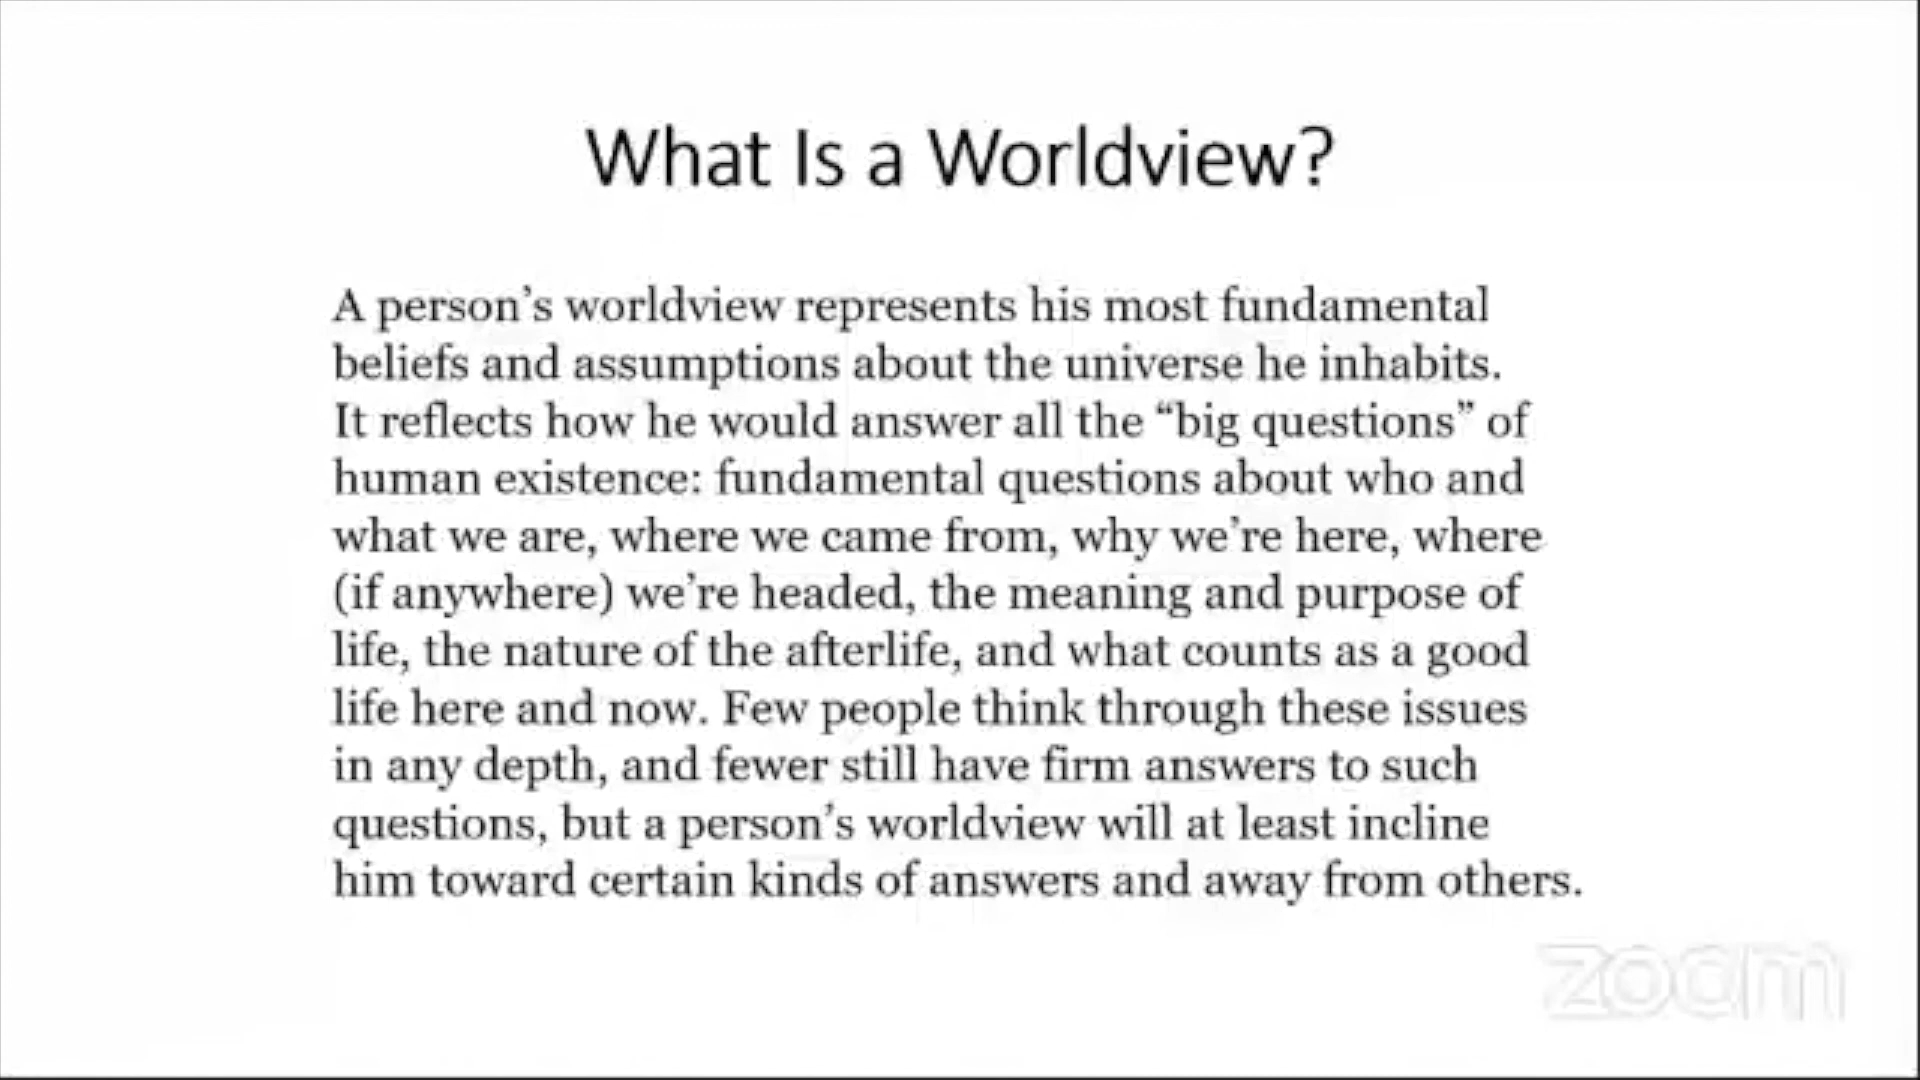 What Is a Worldview?
A person’s worldview represents his most fundamental
beliefs and assumptions about the universe he inhabits.
It reflects how he would answer all the “big questions” of
human existence: fundamental questions about who and
what we are, where we came from, why we’re here, where
(if anywhere) we’re headed, the meaning and purpose of
life, the nature of the afterlife, and what counts as a good
life here and now. Few people think through these issues
in any depth, and fewer still have firm answers to such
questions, but a person’s worldview will at least incline
him toward certain kinds of answers and away from others.
zoom